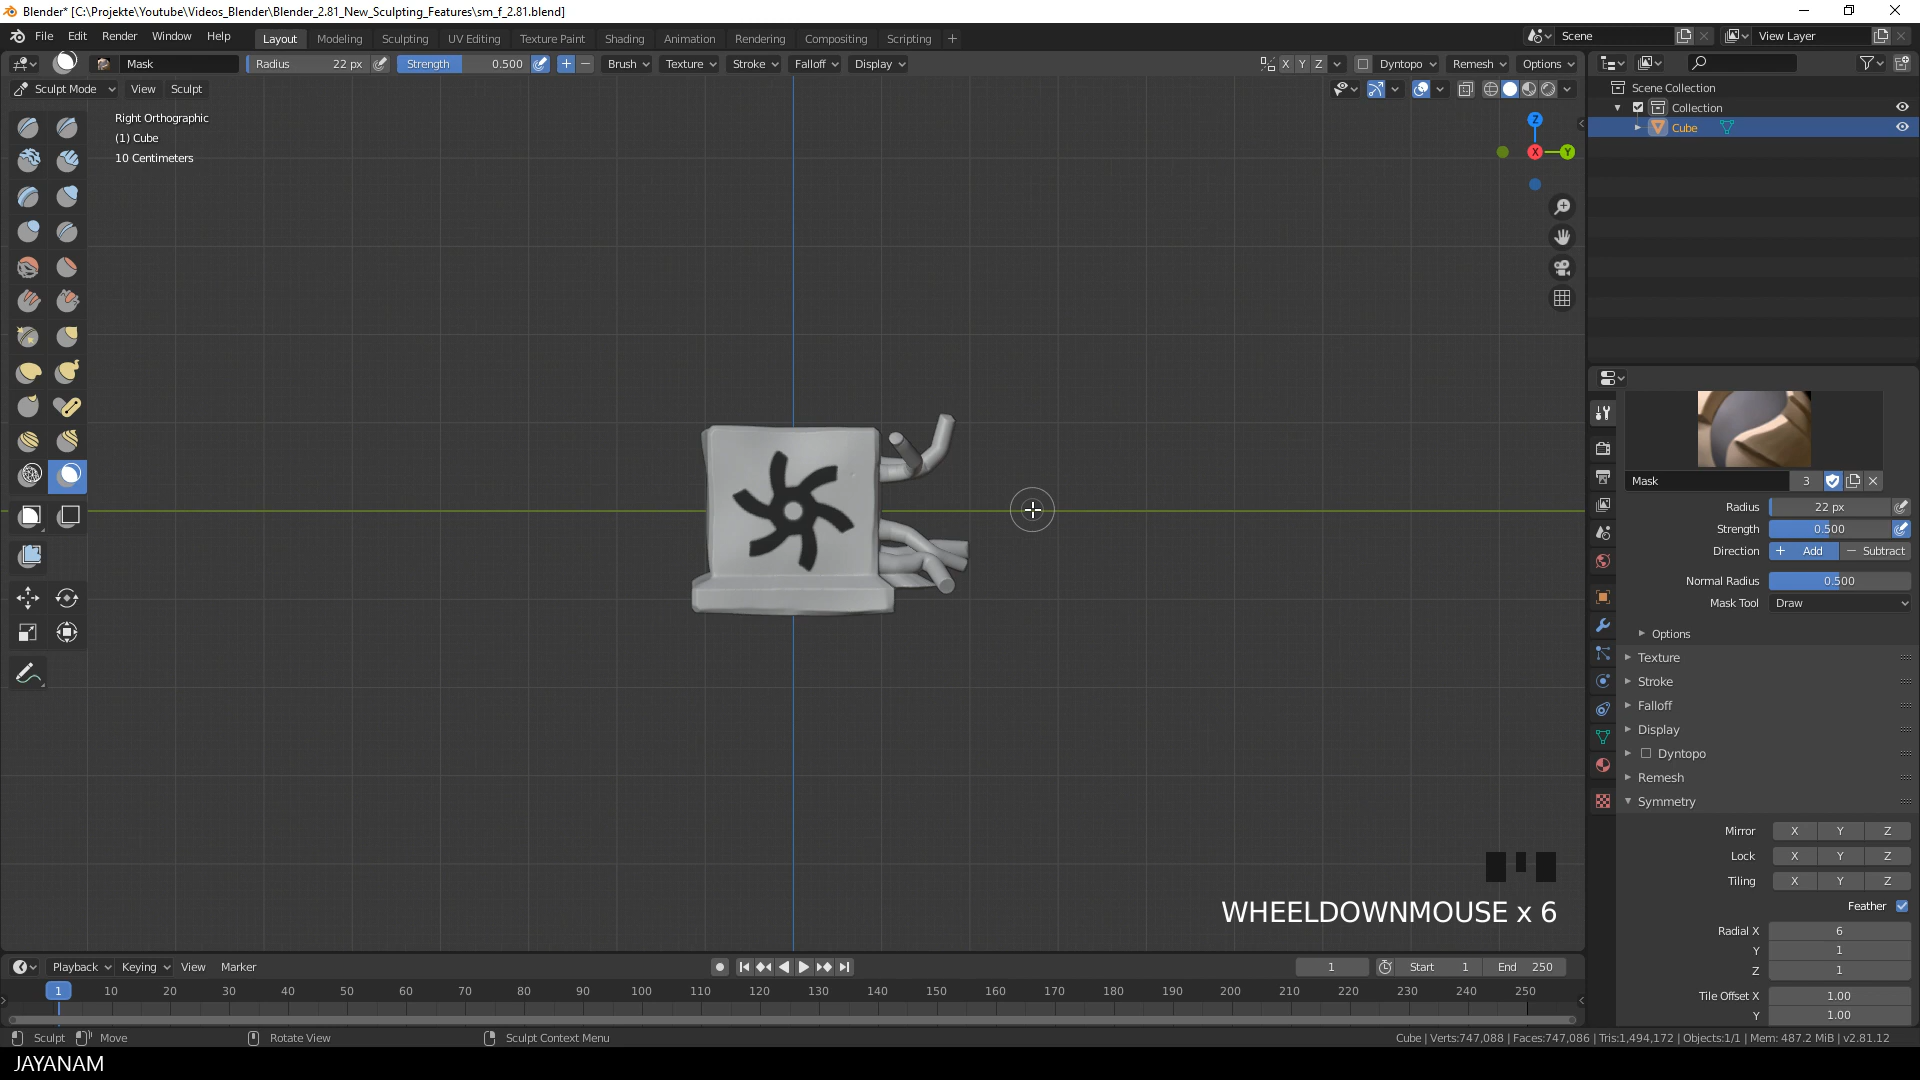 Blender* [C:\Projekte\Youtube\Videos_Blender\Blender_2.81_New_Sculpting_Features\sm_f_2.81.blend]
File Edit Render Window Help Layout Modeling Sculpting UV Editing Texture Paint Shading Animation Rendering Compositing Scripting + Scene View Layer
Mask Radius 22 px Strength 0.500 Brush Texture Stroke Falloff Display X Y Z Dyntopo Remesh Options
Sculpt Mode View Sculpt
Scene Collection
Collection
Cube
Right Orthographic
(1) Cube
10 Centimeters
Z
X
Y
Mask 3
Radius 22 px
Strength 0.500
Direction + Add − Subtract
Normal Radius 0.500
Mask Tool Draw
Options
Texture
Stroke
Falloff
Display
Dyntopo
Remesh
Symmetry
Mirror X Y Z
Lock X Y Z
Tiling X Y Z
Feather
Radial X 6
Y 1
Z 1
Tile Offset X 1.00
Y 1.00
WHEELDOWNMOUSE x 6
Playback Keying View Marker 1 Start 1 End 250
1 10 20 30 40 50 60 70 80 90 100 110 120 130 140 150 160 170 180 190 200 210 220 230 240 250
Sculpt Move Rotate View Sculpt Context Menu Cube | Verts:747,088 | Faces:747,086 | Tris:1,494,172 | Objects:1/1 | Mem: 487.2 MiB | v2.81.12
JAYANAM